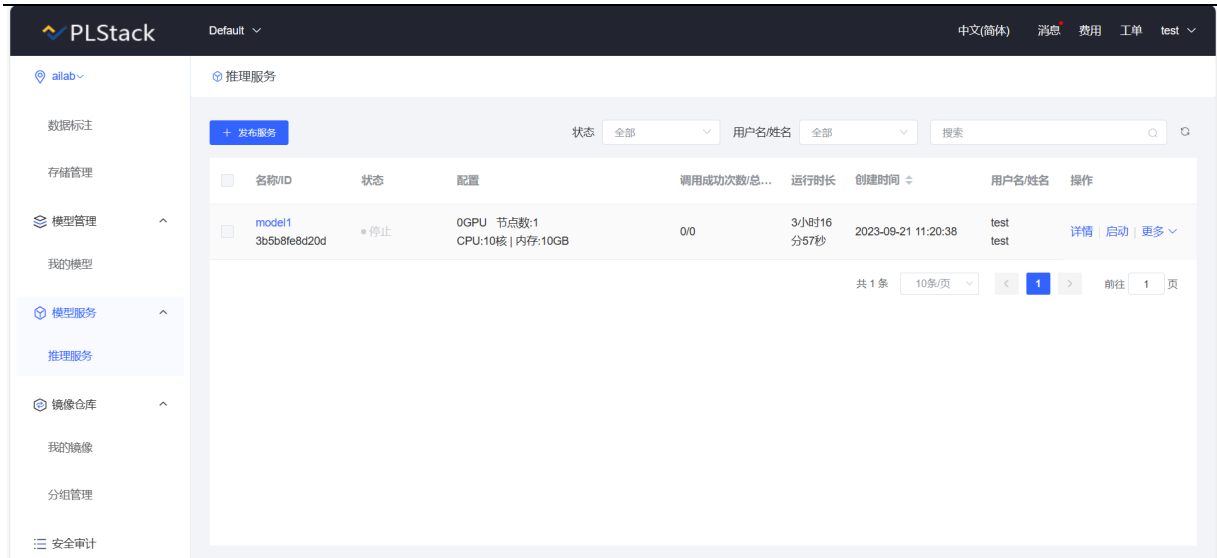 PLStack
Default
中文(简体) 消息 费用 工单 test
ailab
推理服务
数据标注
存储管理
模型管理
我的模型
模型服务
推理服务
镜像仓库
我的镜像
分组管理
安全审计
+ 发布服务
状态 全部
用户名/姓名 全部
搜索
名称/ID 状态 配置 调用成功次数/总... 运行时长 创建时间 用户名/姓名 操作
model1 停止 0GPU 节点数:1 0/0 3小时16 2023-09-21 11:20:38 test 详情 | 启动 | 更多
3b5b8fe8d20d CPU:10核 | 内存:10GB 分57秒 test
共 1 条 10条/页 < 1 > 前往 1 页